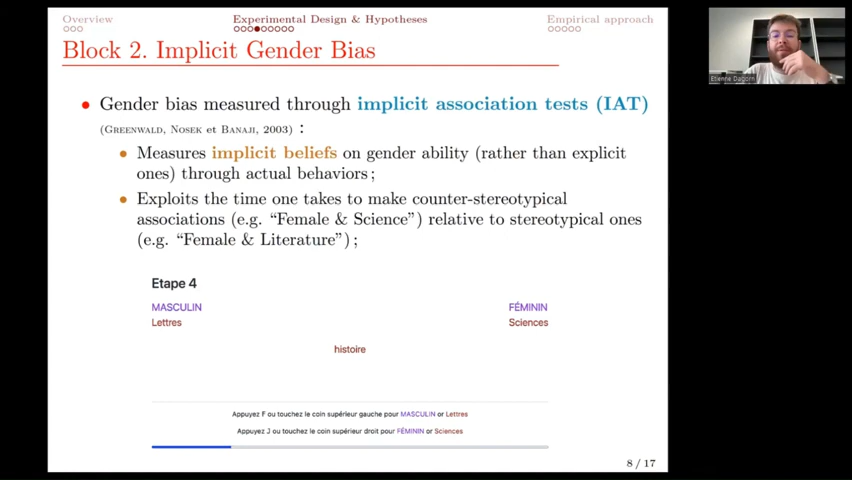 Overview
Experimental Design & Hypotheses
Empirical approach
Block 2. Implicit Gender Bias
Gender bias measured through implicit association tests (IAT)
(Greenwald, Nosek et Banaji, 2003) :
Measures implicit beliefs on gender ability (rather than explicit
ones) through actual behaviors ;
Exploits the time one takes to make counter-stereotypical
associations (e.g. “Female & Science”) relative to stereotypical ones
(e.g. “Female & Literature”) ;
Etape 4
MASCULIN
FÉMININ
Lettres
Sciences
histoire
Appuyez F ou touchez le coin supérieur gauche pour MASCULIN or Lettres
Appuyez J ou touchez le coin supérieur droit pour FÉMININ or Sciences
8 / 17
Etienne Dagorn